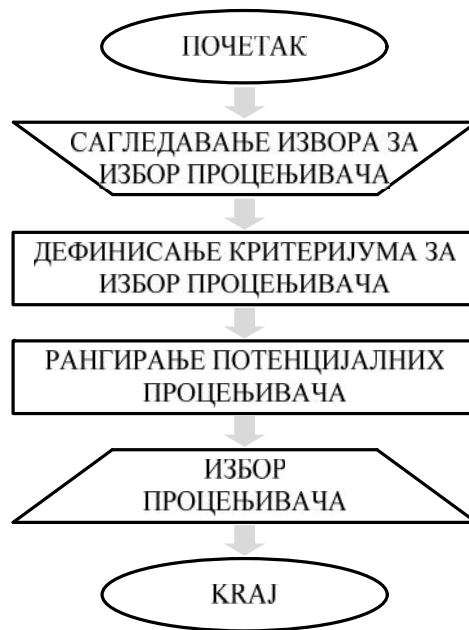 ПОЧЕТАК
САГЛЕДАВАЊЕ ИЗВОРА ЗА
ИЗБОР ПРОЦЕЊИВАЧА
ДЕФИНИСАЊЕ КРИТЕРИЈУМА ЗА
ИЗБОР ПРОЦЕЊИВАЧА
РАНГИРАЊЕ ПОТЕНЦИЈАЛНИХ
ПРОЦЕЊИВАЧА
ИЗБОР
ПРОЦЕЊИВАЧА
KRAJ